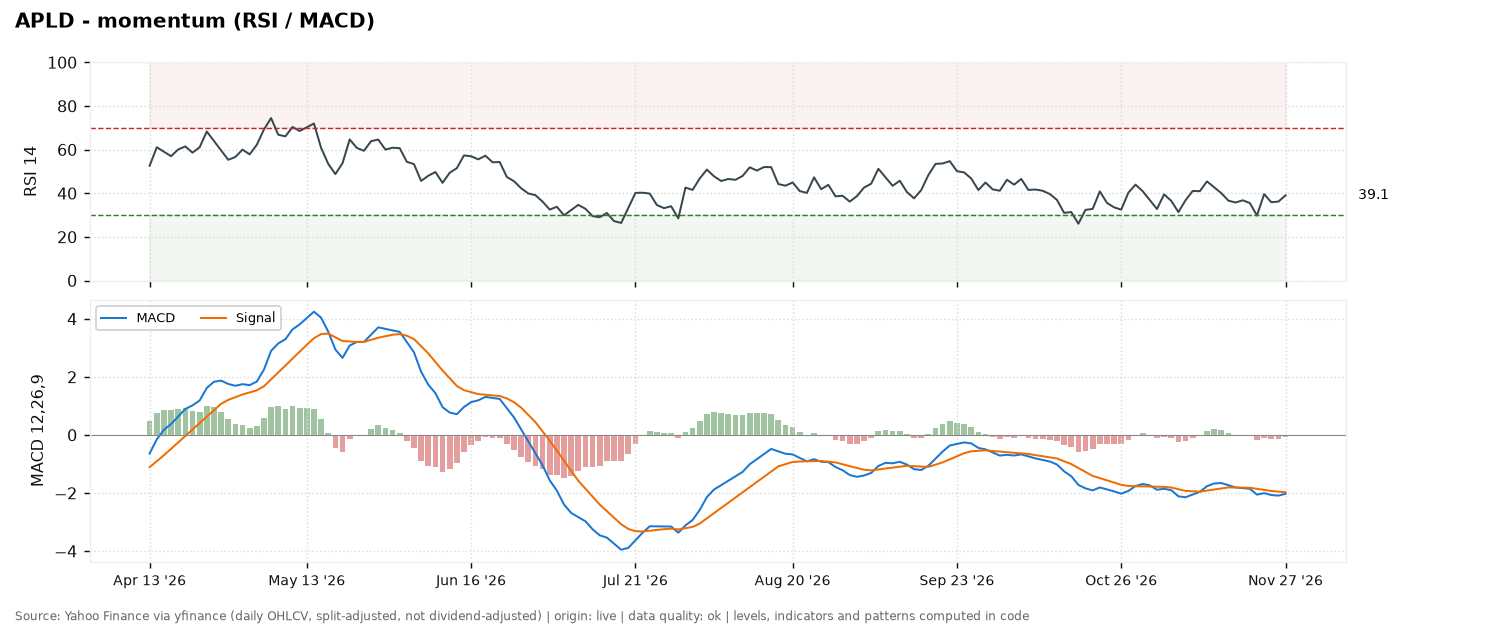 APLD - momentum (RSI / MACD)
100
80
60
40
20
0
RSI 14
39.1
MACD
Signal
4
2
0
−2
−4
MACD 12,26,9
Apr 13 '26
May 13 '26
Jun 16 '26
Jul 21 '26
Aug 20 '26
Sep 23 '26
Oct 26 '26
Nov 27 '26
Source: Yahoo Finance via yfinance (daily OHLCV, split-adjusted, not dividend-adjusted) | origin: live | data quality: ok | levels, indicators and patterns computed in code